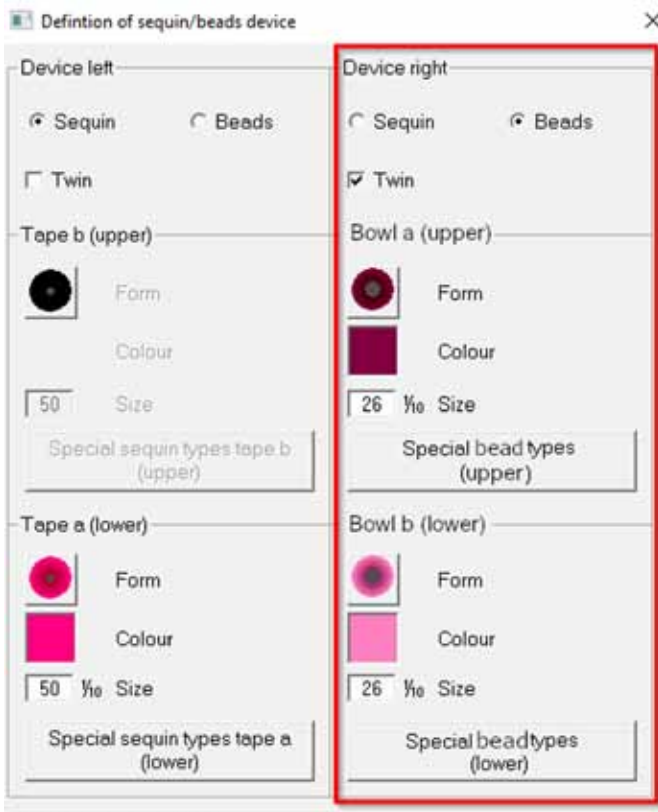 Defintion of sequin/beads device
Device left
Sequin Beads
Twin
Tape b (upper)
Form
Colour
50 Size
Special sequin types tape b
(upper)
Tape a (lower)
Form
Colour
50 1/10 Size
Special sequin types tape a
(lower)
Device right
Sequin Beads
Twin
Bowl a (upper)
Form
Colour
26 1/10 Size
Special bead types
(upper)
Bowl b (lower)
Form
Colour
26 1/10 Size
Special beadtypes
(lower)